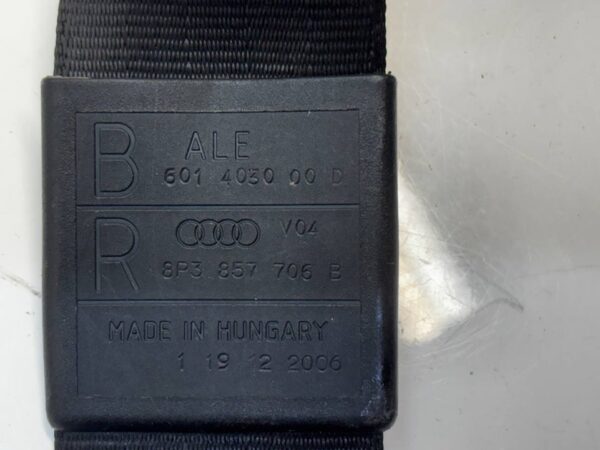 B ALE
601 4030 00 D
R V04
8P3 857 706 B
MADE IN HUNGARY
1 19 12 2006